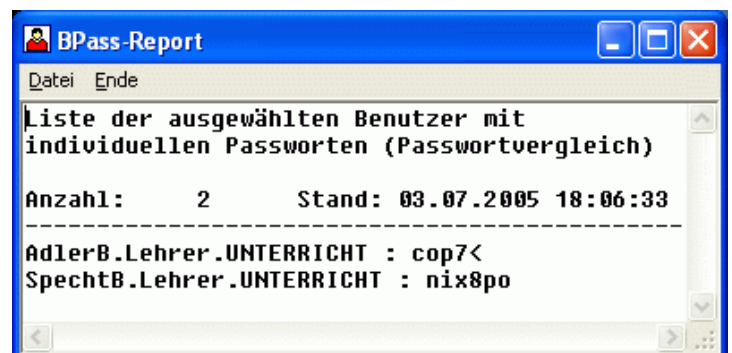 BPass-Report
Datei Ende
Liste der ausgewählten Benutzer mit
individuellen Passworten (Passwortvergleich)
Anzahl: 2 Stand: 03.07.2005 18:06:33
------------------------------------------------
AdlerB.Lehrer.UNTERRICHT : cop7<
SpechtB.Lehrer.UNTERRICHT : nix8po